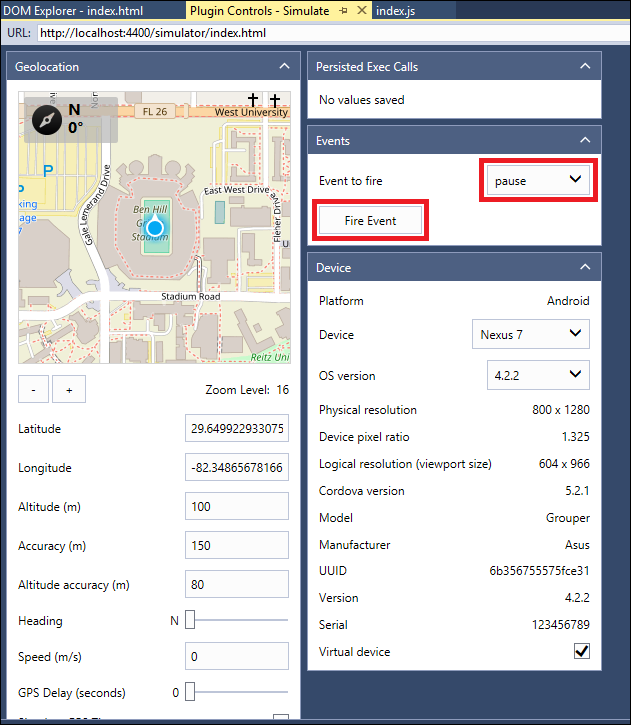 DOM Explorer - index.html
Plugin Controls - Simulate
index.js
URL: http://localhost:4400/simulator/index.html
Geolocation
N
0°
FL 26
West University
P
P
king
age 7
Gale Lemerand Drive
East West Drive
Fletcher Drive
Ben Hill
Stadium
Stadium Road
Reitz Uni
- + Zoom Level: 16
Latitude 29.649922933075
Longitude -82.34865678166
Altitude (m) 100
Accuracy (m) 150
Altitude accuracy (m) 80
Heading N
Speed (m/s) 0
GPS Delay (seconds) 0
Persisted Exec Calls
No values saved
Events
Event to fire pause
Fire Event
Device
Platform Android
Device Nexus 7
OS version 4.2.2
Physical resolution 800 x 1280
Device pixel ratio 1.325
Logical resolution (viewport size) 604 x 966
Cordova version 5.2.1
Model Grouper
Manufacturer Asus
UUID 6b356755575fce31
Version 4.2.2
Serial 123456789
Virtual device